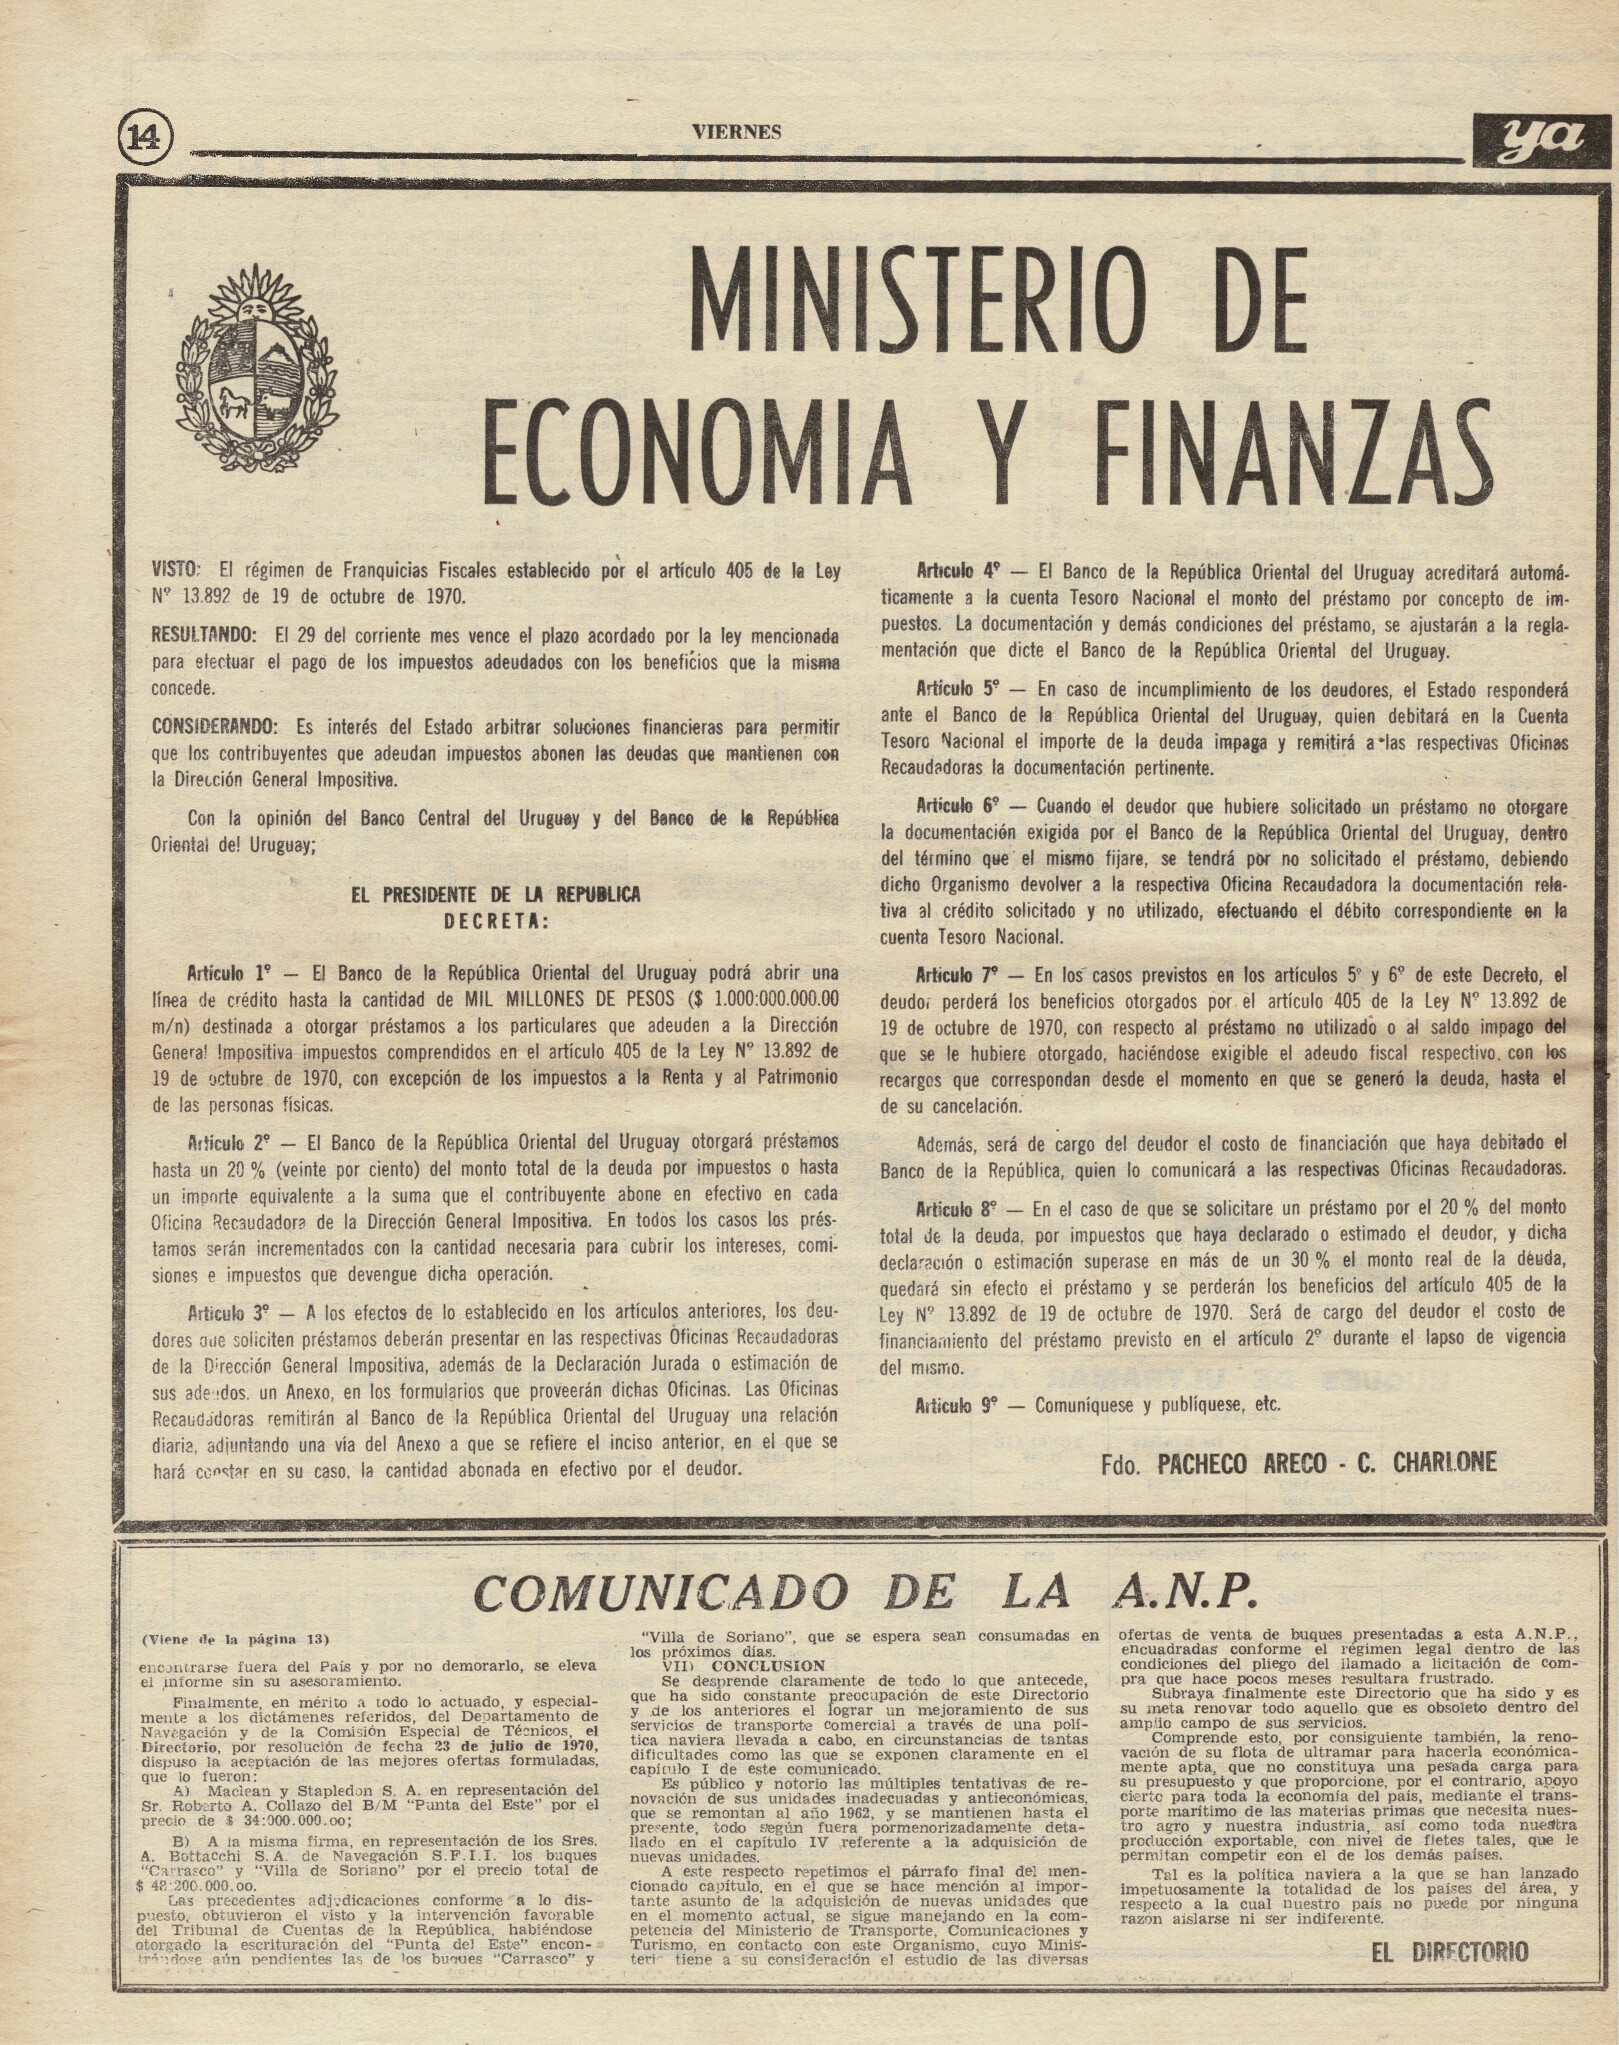 14
VIERNES
ya
MINISTERIO DE
ECONOMIA Y FINANZAS
VISTO: El régimen de Franquicias Fiscales establecido por el artículo 405 de la Ley
Nº 13.892 de 19 de octubre de 1970.
RESULTANDO: El 29 del corriente mes vence el plazo acordado por la ley mencionada
para efectuar el pago de los impuestos adeudados con los beneficios que la misma
concede.
CONSIDERANDO: Es interés del Estado arbitrar soluciones financieras para permitir
que los contribuyentes que adeudan impuestos abonen las deudas que mantienen con
la Dirección General Impositiva.
Con la opinión del Banco Central del Uruguay y del Banco de la República
Oriental del Uruguay;
EL PRESIDENTE DE LA REPUBLICA
DECRETA:
Artículo 1º — El Banco de la República Oriental del Uruguay podrá abrir una
línea de crédito hasta la cantidad de MIL MILLONES DE PESOS ($ 1.000:000.000.00
m/n) destinada a otorgar préstamos a los particulares que adeuden a la Dirección
General Impositiva impuestos comprendidos en el artículo 405 de la Ley Nº 13.892 de
19 de octubre de 1970, con excepción de los impuestos a la Renta y al Patrimonio
de las personas físicas.
Artículo 2º — El Banco de la República Oriental del Uruguay otorgará préstamos
hasta un 20 % (veinte por ciento) del monto total de la deuda por impuestos o hasta
un importe equivalente a la suma que el contribuyente abone en efectivo en cada
Oficina Recaudadora de la Dirección General Impositiva. En todos los casos los prés-
tamos serán incrementados con la cantidad necesaria para cubrir los intereses, comi-
siones e impuestos que devengue dicha operación.
Artículo 3º — A los efectos de lo establecido en los artículos anteriores, los deu-
dores que soliciten préstamos deberán presentar en las respectivas Oficinas Recaudadoras
de la Dirección General Impositiva, además de la Declaración Jurada o estimación de
sus adeudos. un Anexo, en los formularios que proveerán dichas Oficinas. Las Oficinas
Recaudadoras remitirán al Banco de la República Oriental del Uruguay una relación
diaria, adjuntando una vía del Anexo a que se refiere el inciso anterior, en el que se
hará constar en su caso, la cantidad abonada en efectivo por el deudor.
Artículo 4º — El Banco de la República Oriental del Uruguay acreditará automá-
ticamente a la cuenta Tesoro Nacional el monto del préstamo por concepto de im-
puestos. La documentación y demás condiciones del préstamo, se ajustarán a la regla-
mentación que dicte el Banco de la República Oriental del Uruguay.
Artículo 5º — En caso de incumplimiento de los deudores, el Estado responderá
ante el Banco de la República Oriental del Uruguay, quien debitará en la Cuenta
Tesoro Nacional el importe de la deuda impaga y remitirá a las respectivas Oficinas
Recaudadoras la documentación pertinente.
Artículo 6º — Cuando el deudor que hubiere solicitado un préstamo no otorgare
la documentación exigida por el Banco de la República Oriental del Uruguay, dentro
del término que el mismo fijare, se tendrá por no solicitado el préstamo, debiendo
dicho Organismo devolver a la respectiva Oficina Recaudadora la documentación rela-
tiva al crédito solicitado y no utilizado, efectuando el débito correspondiente en la
cuenta Tesoro Nacional.
Artículo 7º — En los casos previstos en los artículos 5º y 6º de este Decreto, el
deudor perderá los beneficios otorgados por el artículo 405 de la Ley Nº 13.892 de
19 de octubre de 1970, con respecto al préstamo no utilizado o al saldo impago del
que se le hubiere otorgado, haciéndose exigible el adeudo fiscal respectivo. con los
recargos que correspondan desde el momento en que se generó la deuda, hasta el
de su cancelación.
Además, será de cargo del deudor el costo de financiación que haya debitado el
Banco de la República, quien lo comunicará a las respectivas Oficinas Recaudadoras.
Artículo 8º — En el caso de que se solicitare un préstamo por el 20 % del monto
total de la deuda, por impuestos que haya declarado o estimado el deudor, y dicha
declaración o estimación superase en más de un 30 % el monto real de la deuda,
quedará sin efecto el préstamo y se perderán los beneficios del artículo 405 de la
Ley Nº 13.892 de 19 de octubre de 1970. Será de cargo del deudor el costo de
financiamiento del préstamo previsto en el artículo 2º durante el lapso de vigencia
del mismo.
Artículo 9º — Comuníquese y publíquese, etc.
Fdo. PACHECO ARECO - C. CHARLONE
COMUNICADO DE LA A.N.P.
(Viene de la página 13)
encontrarse fuera del País y por no demorarlo, se eleva
el informe sin su asesoramiento.
Finalmente, en mérito a todo lo actuado, y especial-
mente a los dictámenes referidos, del Departamento de
Navegación y de la Comisión Especial de Técnicos, el
Directorio, por resolución de fecha 23 de julio de 1970,
dispuso la aceptación de las mejores ofertas formuladas,
que lo fueron:
A) Maclean y Stapledon S. A. en representación del
Sr. Roberto A. Collazo del B/M "Punta del Este" por el
precio de $ 34:000.000.oo;
B) A la misma firma, en representación de los Sres.
A. Bottacchi S.A. de Navegación S.F.I.I. los buques
"Carrasco" y "Villa de Soriano" por el precio total de
$ 48:200.000.oo.
Las precedentes adjudicaciones conforme a lo dis-
puesto, obtuvieron el visto y la intervención favorable
del Tribunal de Cuentas de la República, habiéndose
otorgado la escrituración del "Punta del Este" encon-
trándose aún pendientes las de los buques "Carrasco" y
"Villa de Soriano", que se espera sean consumadas en
los próximos días.
VII) CONCLUSION
Se desprende claramente de todo lo que antecede,
que ha sido constante preocupación de este Directorio
y de los anteriores el lograr un mejoramiento de sus
servicios de transporte comercial a través de una polí-
tica naviera llevada a cabo, en circunstancias de tantas
dificultades como las que se exponen claramente en el
capítulo I de este comunicado.
Es público y notorio las múltiples tentativas de re-
novación de sus unidades inadecuadas y antieconómicas,
que se remontan al año 1962, y se mantienen hasta el
presente, todo según fuera pormenorizadamente deta-
llado en el capítulo IV referente a la adquisición de
nuevas unidades.
A este respecto repetimos el párrafo final del men-
cionado capítulo, en el que se hace mención al impor-
tante asunto de la adquisición de nuevas unidades que
en el momento actual, se sigue manejando en la com-
petencia del Ministerio de Transporte, Comunicaciones y
Turismo, en contacto con este Organismo, cuyo Minis-
terio tiene a su consideración el estudio de las diversas
ofertas de venta de buques presentadas a esta A.N.P.,
encuadradas conforme el régimen legal dentro de las
condiciones del pliego del llamado a licitación de com-
pra que hace pocos meses resultara frustrado.
Subraya finalmente este Directorio que ha sido y es
su meta renovar todo aquello que es obsoleto dentro del
amplio campo de sus servicios.
Comprende esto, por consiguiente también, la reno-
vación de su flota de ultramar para hacerla económica-
mente apta, que no constituya una pesada carga para
su presupuesto y que proporcione, por el contrario, apoyo
cierto para toda la economía del país, mediante el trans-
porte marítimo de las materias primas que necesita nues-
tro agro y nuestra industria, así como toda nuestra
producción exportable, con nivel de fletes tales, que le
permitan competir con el de los demás países.
Tal es la política naviera a la que se han lanzado
impetuosamente la totalidad de los países del área, y
respecto a la cual nuestro país no puede por ninguna
razón aislarse ni ser indiferente.
EL DIRECTORIO